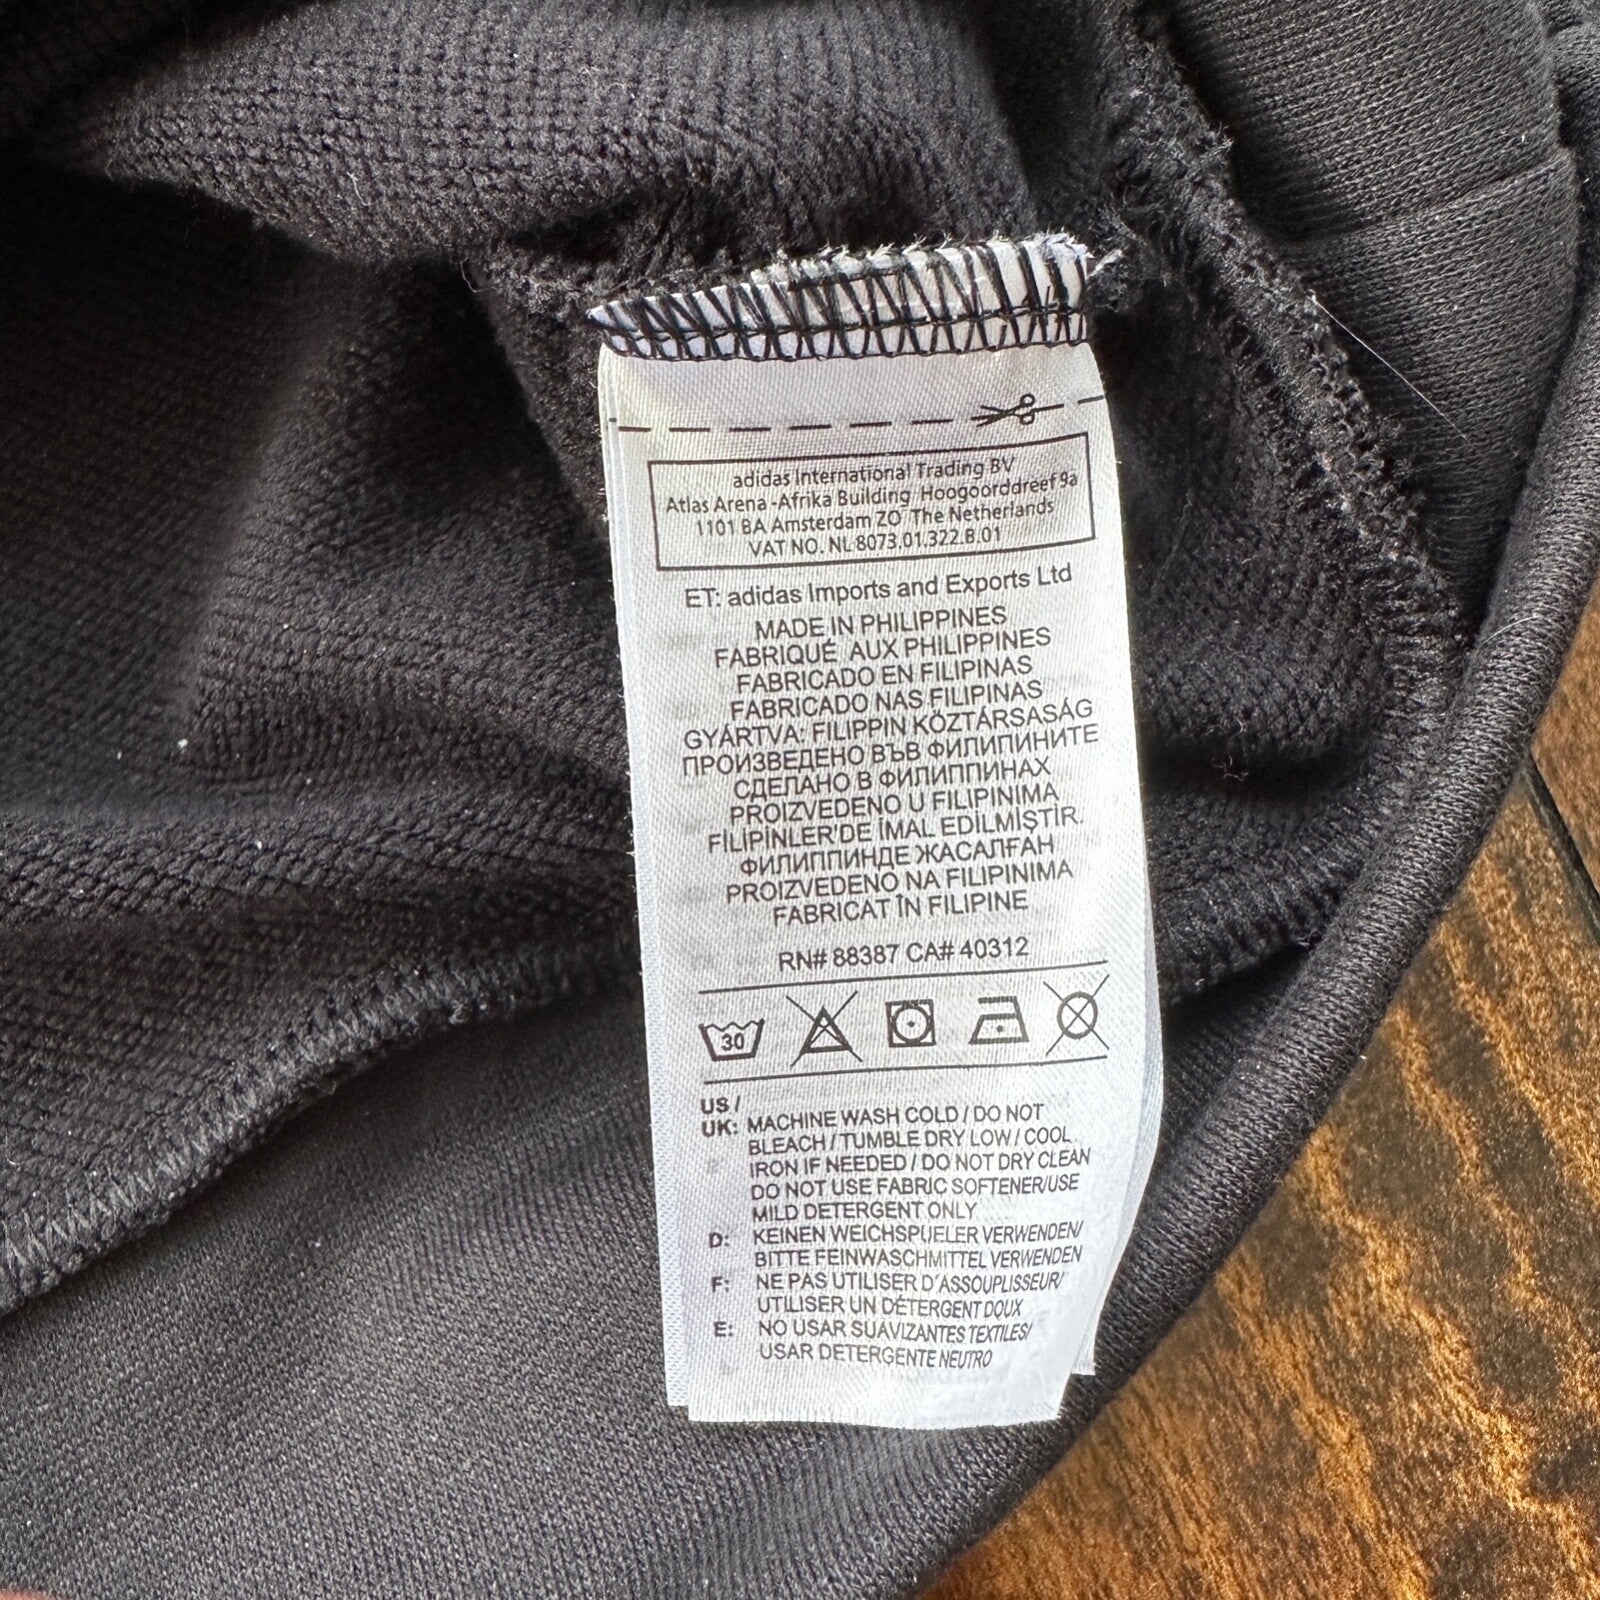 adidas International Trading BV
Atlas Arena -Afrika Building Hoogoorddreef 9a
1101 BA Amsterdam ZO The Netherlands
VAT NO. NL 8073.01.322.B.01
ET: adidas Imports and Exports Ltd
MADE IN PHILIPPINES
FABRIQUÉ AUX PHILIPPINES
FABRICADO EN FILIPINAS
FABRICADO NAS FILIPINAS
GYÁRTVA: FILIPPIN KÖZTÁRSASÁG
ПРОИЗВЕДЕНО ВЪВ ФИЛИПИНИТЕ
СДЕЛАНО В ФИЛИППИНАХ
PROIZVEDENO U FILIPINIMA
FİLİPİNLER'DE İMAL EDİLMİŞTİR.
ФИЛИППИНДЕ ЖАСАЛҒАН
PROIZVEDENO NA FILIPINIMA
FABRICAT ÎN FILIPINE
RN# 88387 CA# 40312
30
US /
UK: MACHINE WASH COLD / DO NOT
BLEACH / TUMBLE DRY LOW / COOL
IRON IF NEEDED / DO NOT DRY CLEAN
DO NOT USE FABRIC SOFTENER/USE
MILD DETERGENT ONLY
D: KEINEN WEICHSPUELER VERWENDEN/
BITTE FEINWASCHMITTEL VERWENDEN
F: NE PAS UTILISER D'ASSOUPLISSEUR/
UTILISER UN DÉTERGENT DOUX
E: NO USAR SUAVIZANTES TEXTILES/
USAR DETERGENTE NEUTRO